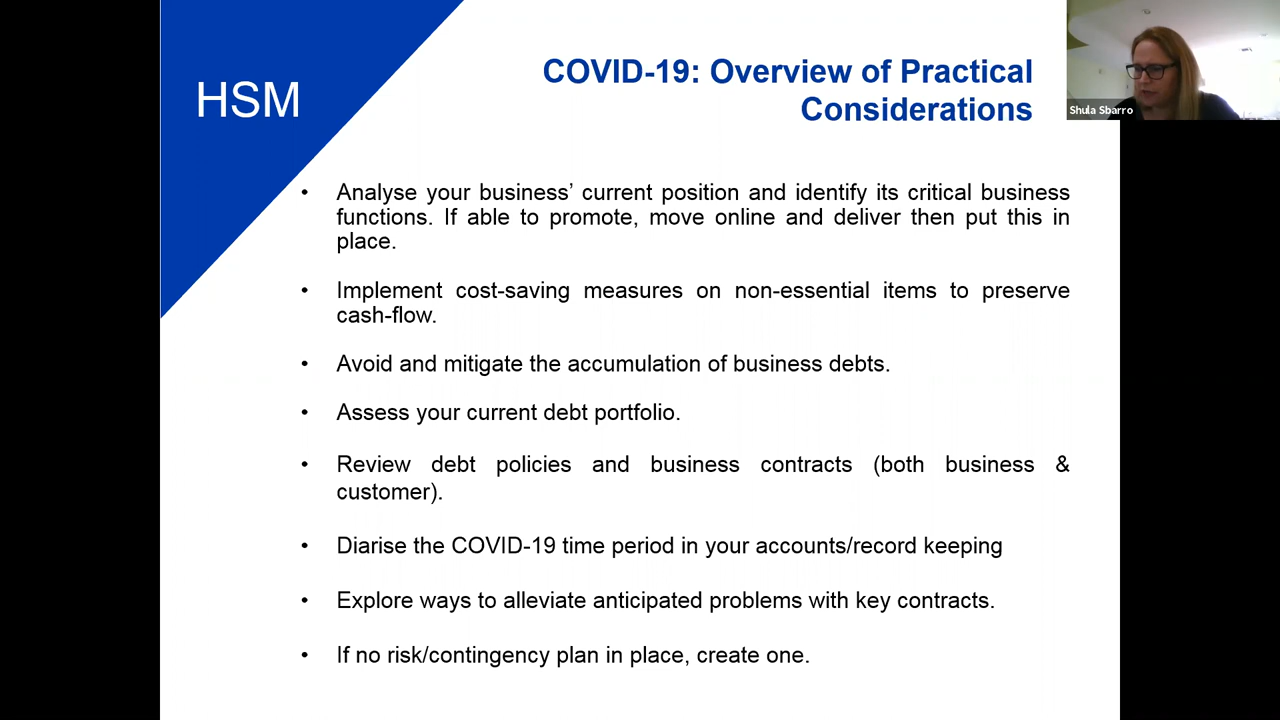 HSM
COVID-19: Overview of Practical
Considerations
Shula Sbarro
• Analyse your business’ current position and identify its critical business
functions. If able to promote, move online and deliver then put this in
place.
• Implement cost-saving measures on non-essential items to preserve
cash-flow.
• Avoid and mitigate the accumulation of business debts.
• Assess your current debt portfolio.
• Review debt policies and business contracts (both business &
customer).
• Diarise the COVID-19 time period in your accounts/record keeping
• Explore ways to alleviate anticipated problems with key contracts.
• If no risk/contingency plan in place, create one.